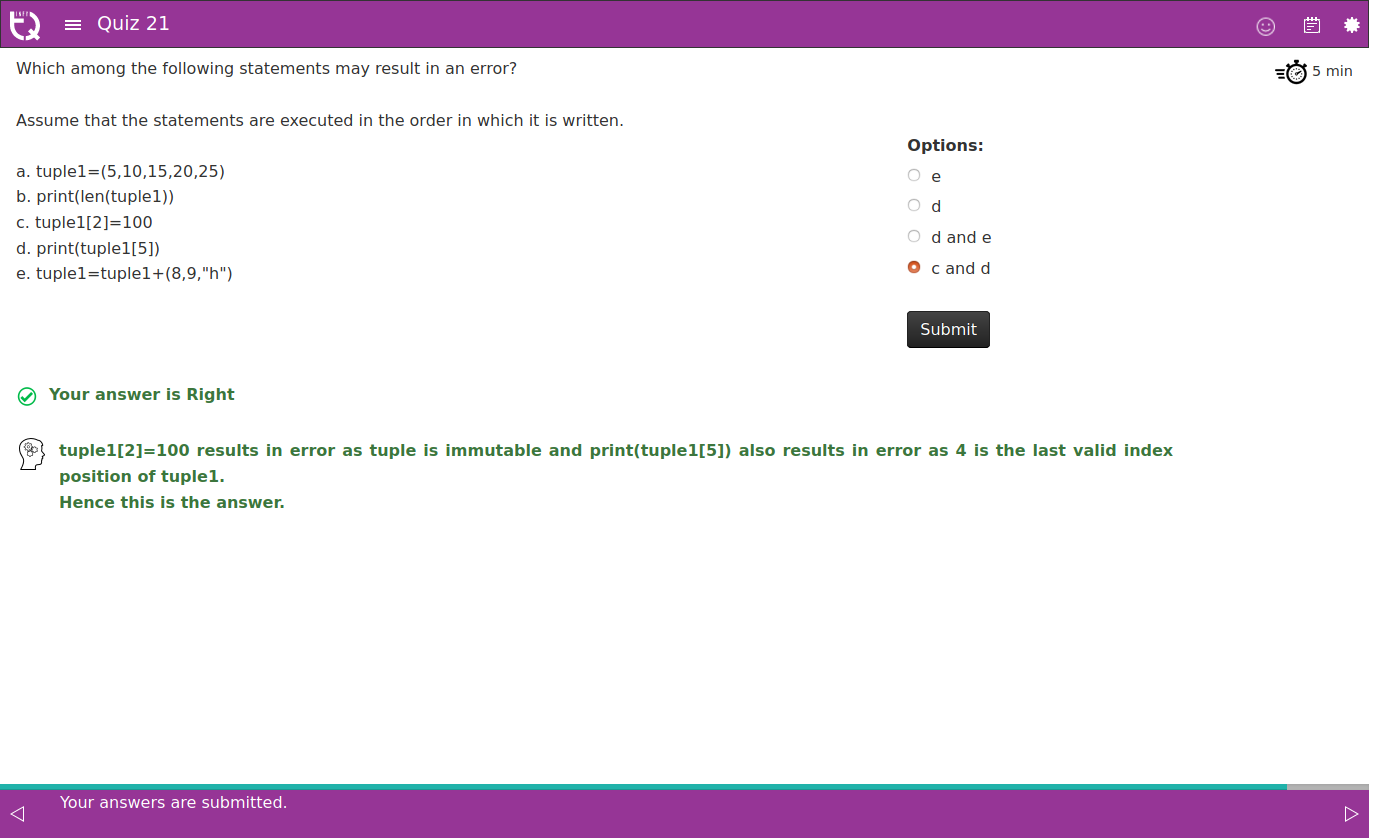 INFY
TQ
Quiz 21
Which among the following statements may result in an error?
5 min
Assume that the statements are executed in the order in which it is written.
a. tuple1=(5,10,15,20,25)
b. print(len(tuple1))
c. tuple1[2]=100
d. print(tuple1[5])
e. tuple1=tuple1+(8,9,"h")
Options:
e
d
d and e
c and d
Submit
Your answer is Right
tuple1[2]=100 results in error as tuple is immutable and print(tuple1[5]) also results in error as 4 is the last valid index
position of tuple1.
Hence this is the answer.
Your answers are submitted.